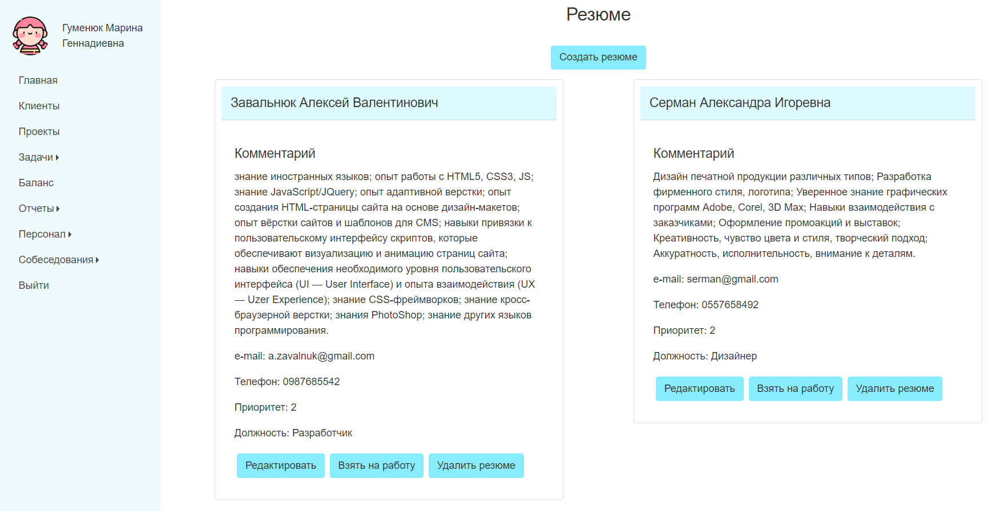 Гуменюк Марина
Геннадиевна
Главная
Клиенты
Проекты
Задачи
Баланс
Отчеты
Персонал
Собеседования
Выйти
Резюме
Создать резюме
Завальнюк Алексей Валентинович
Комментарий
знание иностранных языков; опыт работы с HTML5, CSS3, JS;
знание JavaScript/JQuery; опыт адаптивной верстки; опыт
создания HTML-страницы сайта на основе дизайн-макетов;
опыт вёрстки сайтов и шаблонов для CMS; навыки привязки к
пользовательскому интерфейсу скриптов, которые
обеспечивают визуализацию и анимацию страниц сайта;
навыки обеспечения необходимого уровня пользовательского
интерфейса (UI — User Interface) и опыта взаимодействия (UX
— Uzer Experience); знание CSS-фреймворков; знание кросс-
браузерной верстки; знания PhotoShop; знание других языков
программирования.
e-mail: a.zavalnuk@gmail.com
Телефон: 0987685542
Приоритет: 2
Должность: Разработчик
Редактировать Взять на работу Удалить резюме
Серман Александра Игоревна
Комментарий
Дизайн печатной продукции различных типов; Разработка
фирменного стиля, логотипа; Уверенное знание графических
программ Adobe, Corel, 3D Max; Навыки взаимодействия с
заказчиками; Оформление промоакций и выставок;
Креативность, чувство цвета и стиля, творческий подход;
Аккуратность, исполнительность, внимание к деталям.
e-mail: serman@gmail.com
Телефон: 0557658492
Приоритет: 2
Должность: Дизайнер
Редактировать Взять на работу Удалить резюме